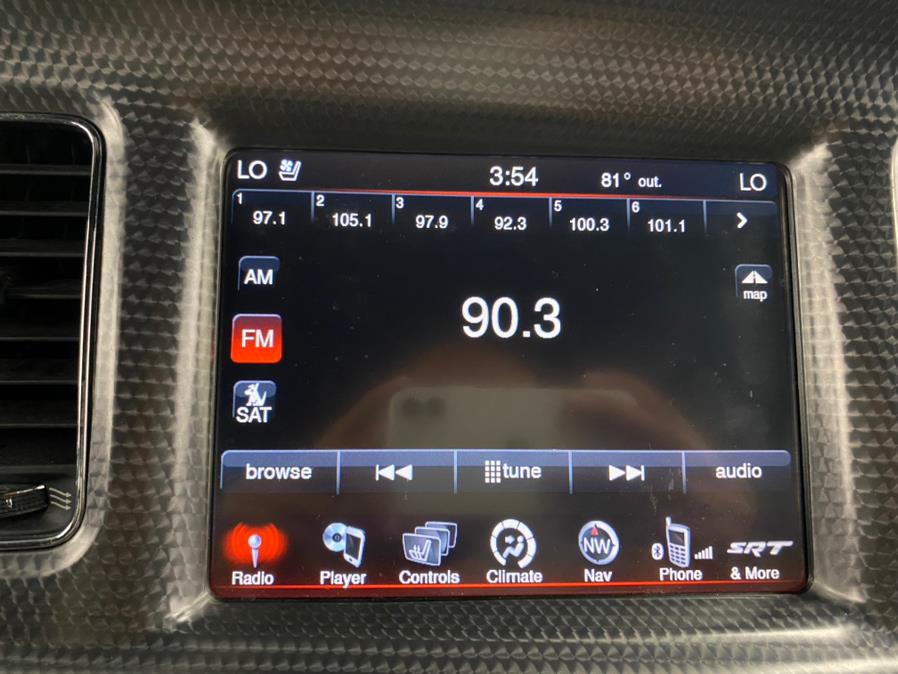 LO 3:54 81° out. LO
1 97.1 2 105.1 3 97.9 4 92.3 5 100.3 6 101.1 >
AM
map
90.3
FM
SAT
browse tune audio
NW
Radio Player Controls Climate Nav Phone SRT & More